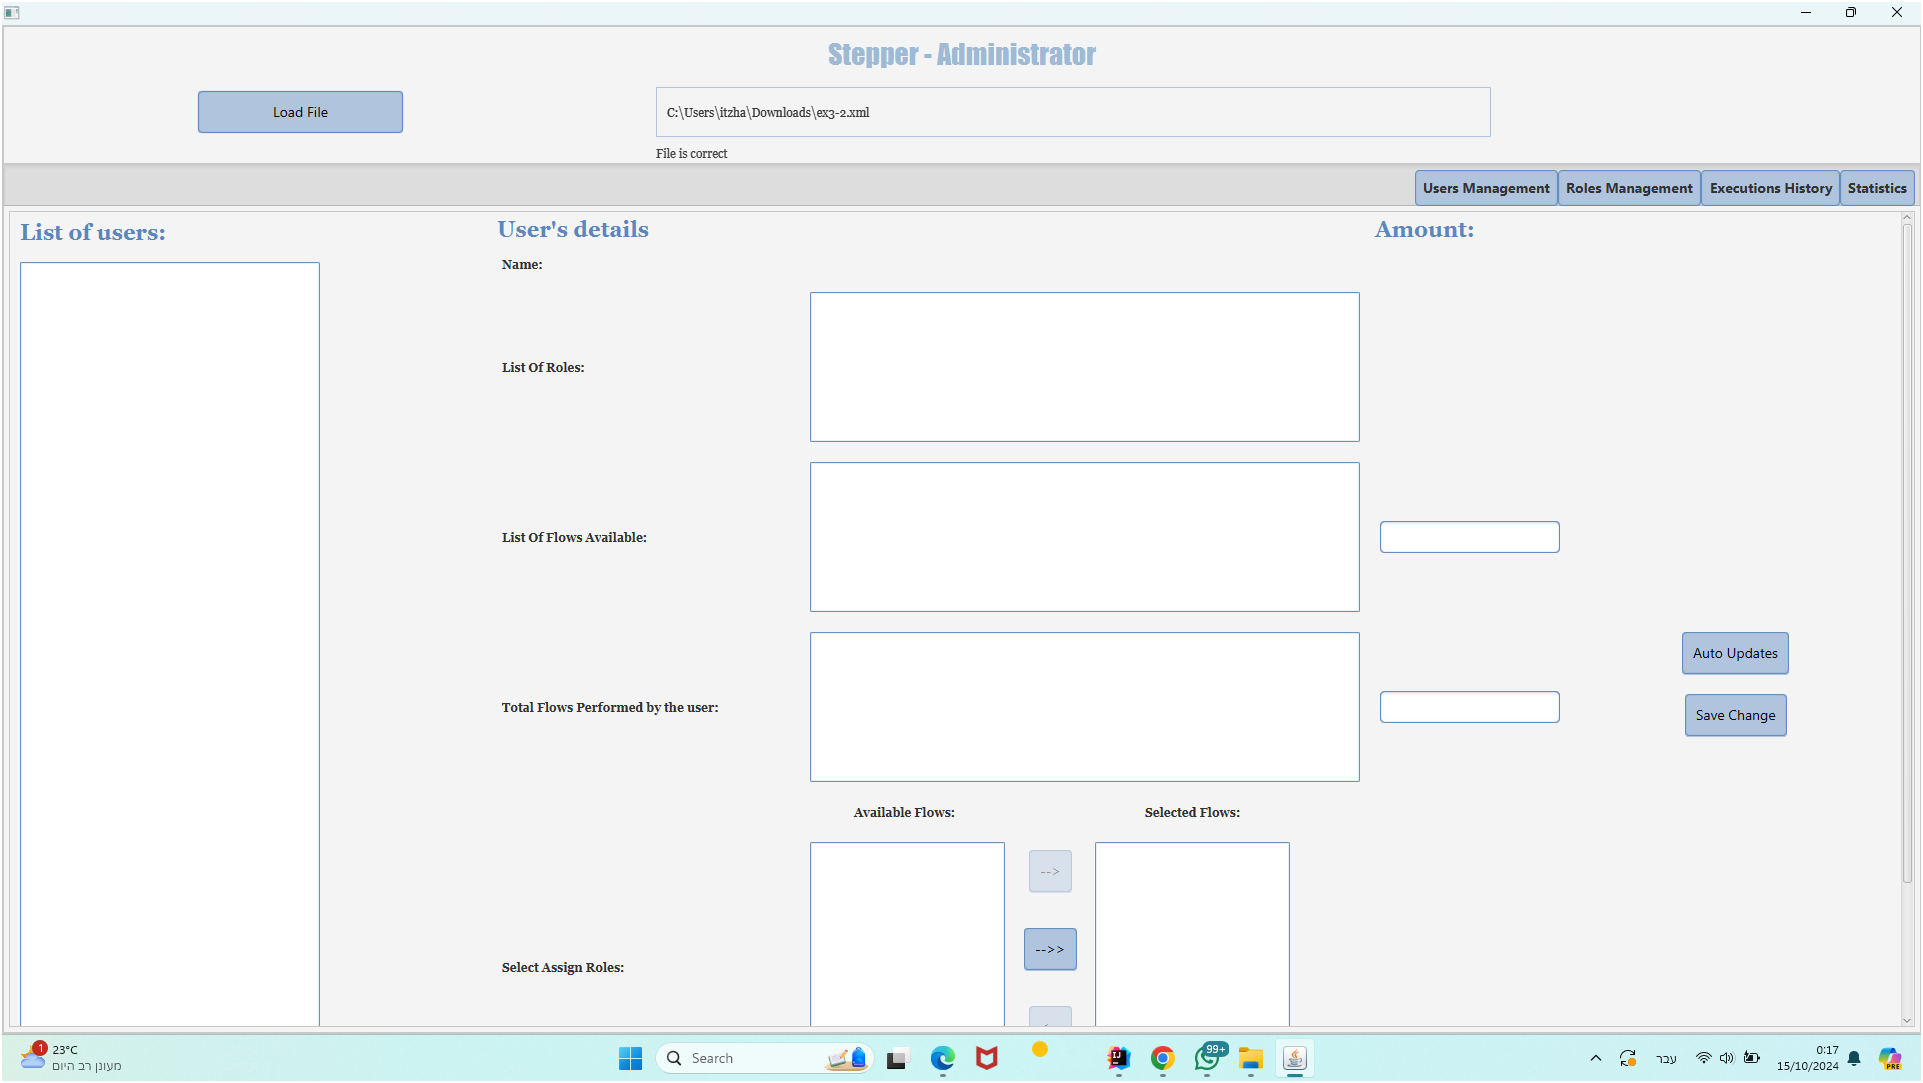 Stepper - Administrator
Load File
C:\Users\itzha\Downloads\ex3-2.xml
File is correct
Users Management
Roles Management
Executions History
Statistics
List of users:
User's details
Amount:
Name:
List Of Roles:
List Of Flows Available:
Total Flows Performed by the user:
Auto Updates
Save Change
Available Flows:
Selected Flows:
-->
-->>
Select Assign Roles:
1
23°C
מעונן רב היום
Search
99+
עבר
0:17
15/10/2024
PRE